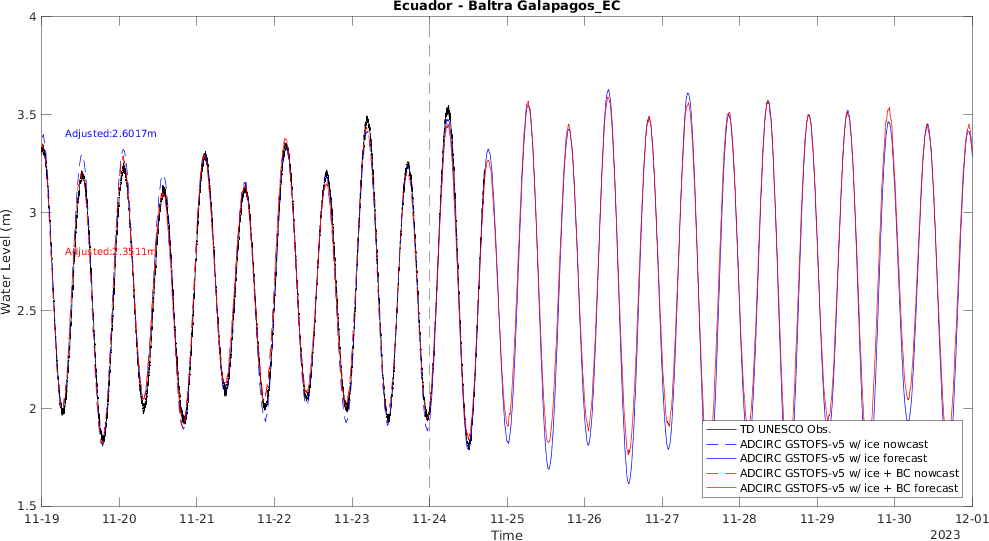 Ecuador - Baltra Galapagos_EC
4
3.5
3
2.5
2
1.5
Water Level (m)
Adjusted:2.6017m
Adjusted:2.3511m
TD UNESCO Obs.
ADCIRC GSTOFS-v5 w/ ice nowcast
ADCIRC GSTOFS-v5 w/ ice forecast
ADCIRC GSTOFS-v5 w/ ice + BC nowcast
ADCIRC GSTOFS-v5 w/ ice + BC forecast
11-19 11-20 11-21 11-22 11-23 11-24 11-25 11-26 11-27 11-28 11-29 11-30 12-01
Time
2023